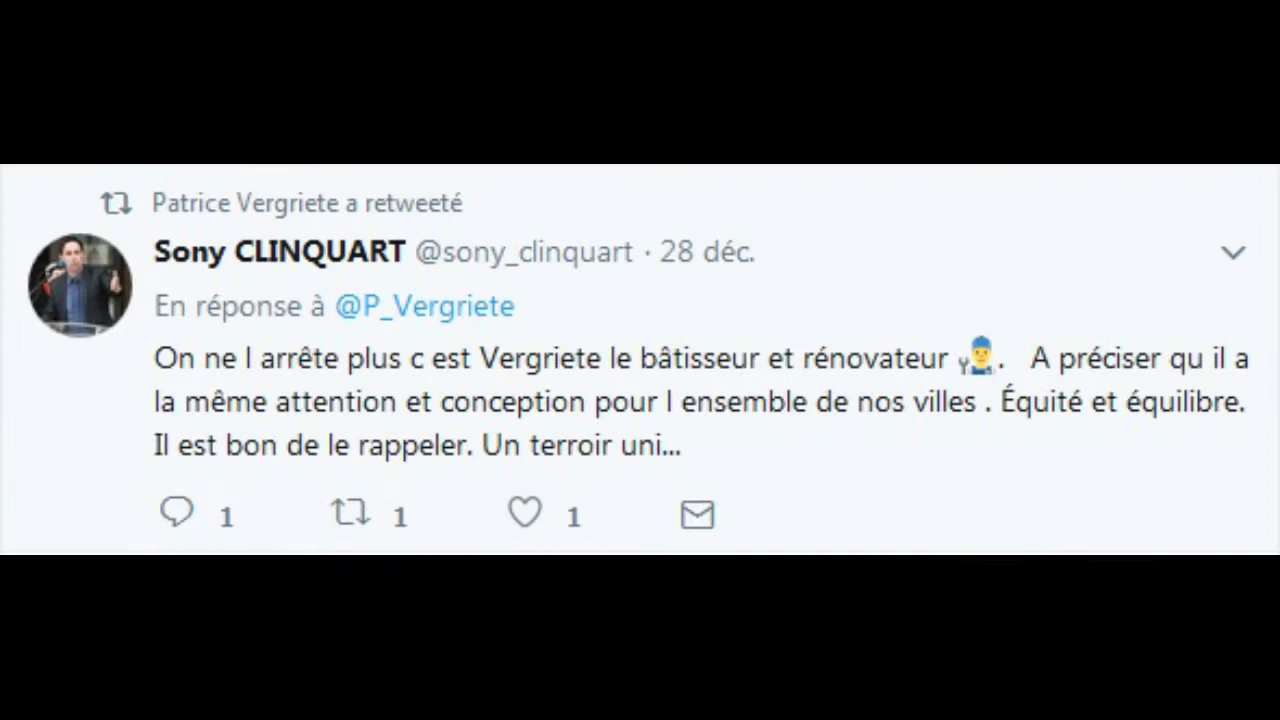 Patrice Vergriete a retweeté
Sony CLINQUART @sony_clinquart · 28 déc.
En réponse à @P_Vergriete
On ne l arrête plus c est Vergriete le bâtisseur et rénovateur 👨‍🔧. A préciser qu il a
la même attention et conception pour l ensemble de nos villes . Équité et équilibre.
Il est bon de le rappeler. Un terroir uni...
1 1 1